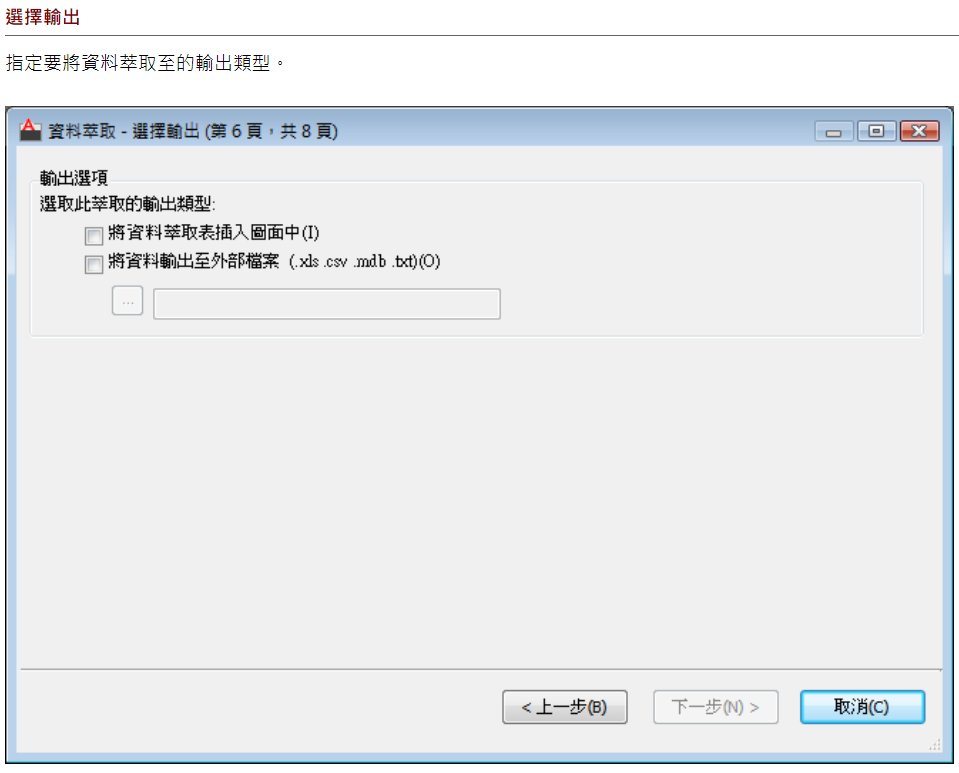 選擇輸出
指定要將資料萃取至的輸出類型。
資料萃取 - 選擇輸出 (第 6 頁，共 8 頁)
輸出選項
選取此萃取的輸出類型:
將資料萃取表插入圖面中(I)
將資料輸出至外部檔案 (.xls .csv .mdb .txt)(O)
...
< 上一步(B)
下一步(N) >
取消(C)